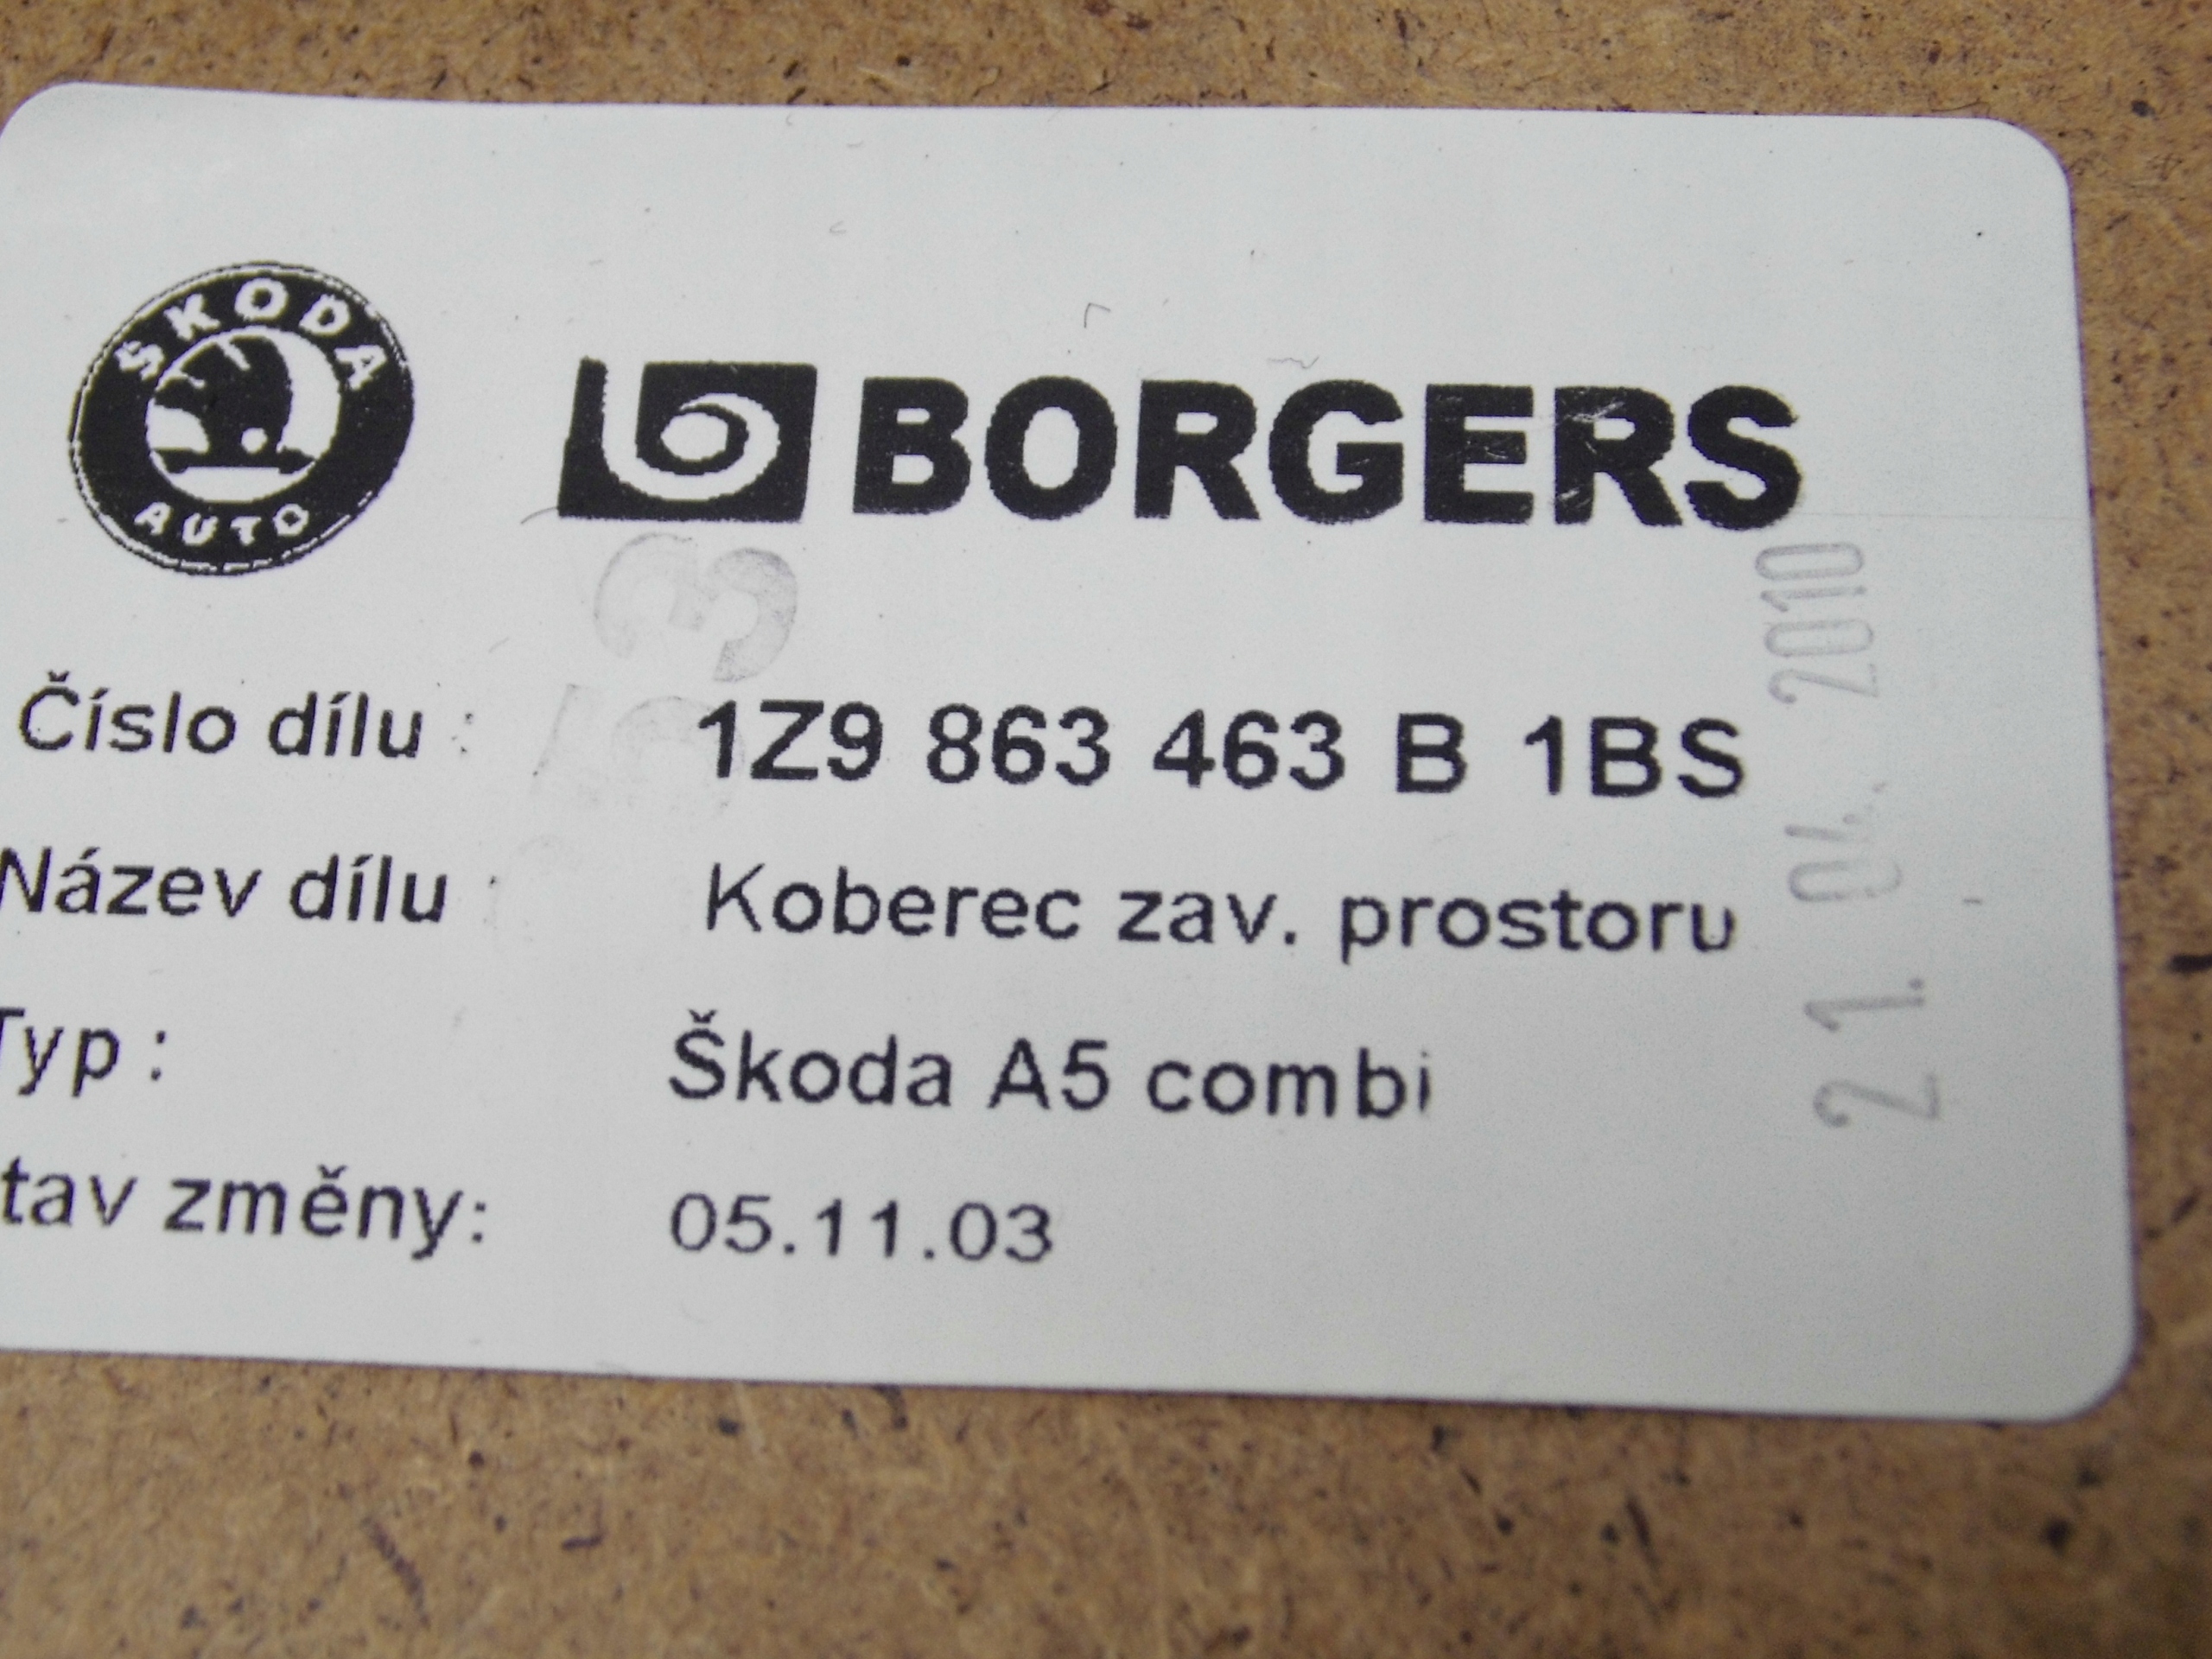 ŠKODA
AUTO
BORGERS
53
Číslo dílu : 1Z9 863 463 B 1BS
Název dílu : Koberec zav. prostoru
Typ : Škoda A5 combi
tav změny: 05.11.03
21. 04. 2010